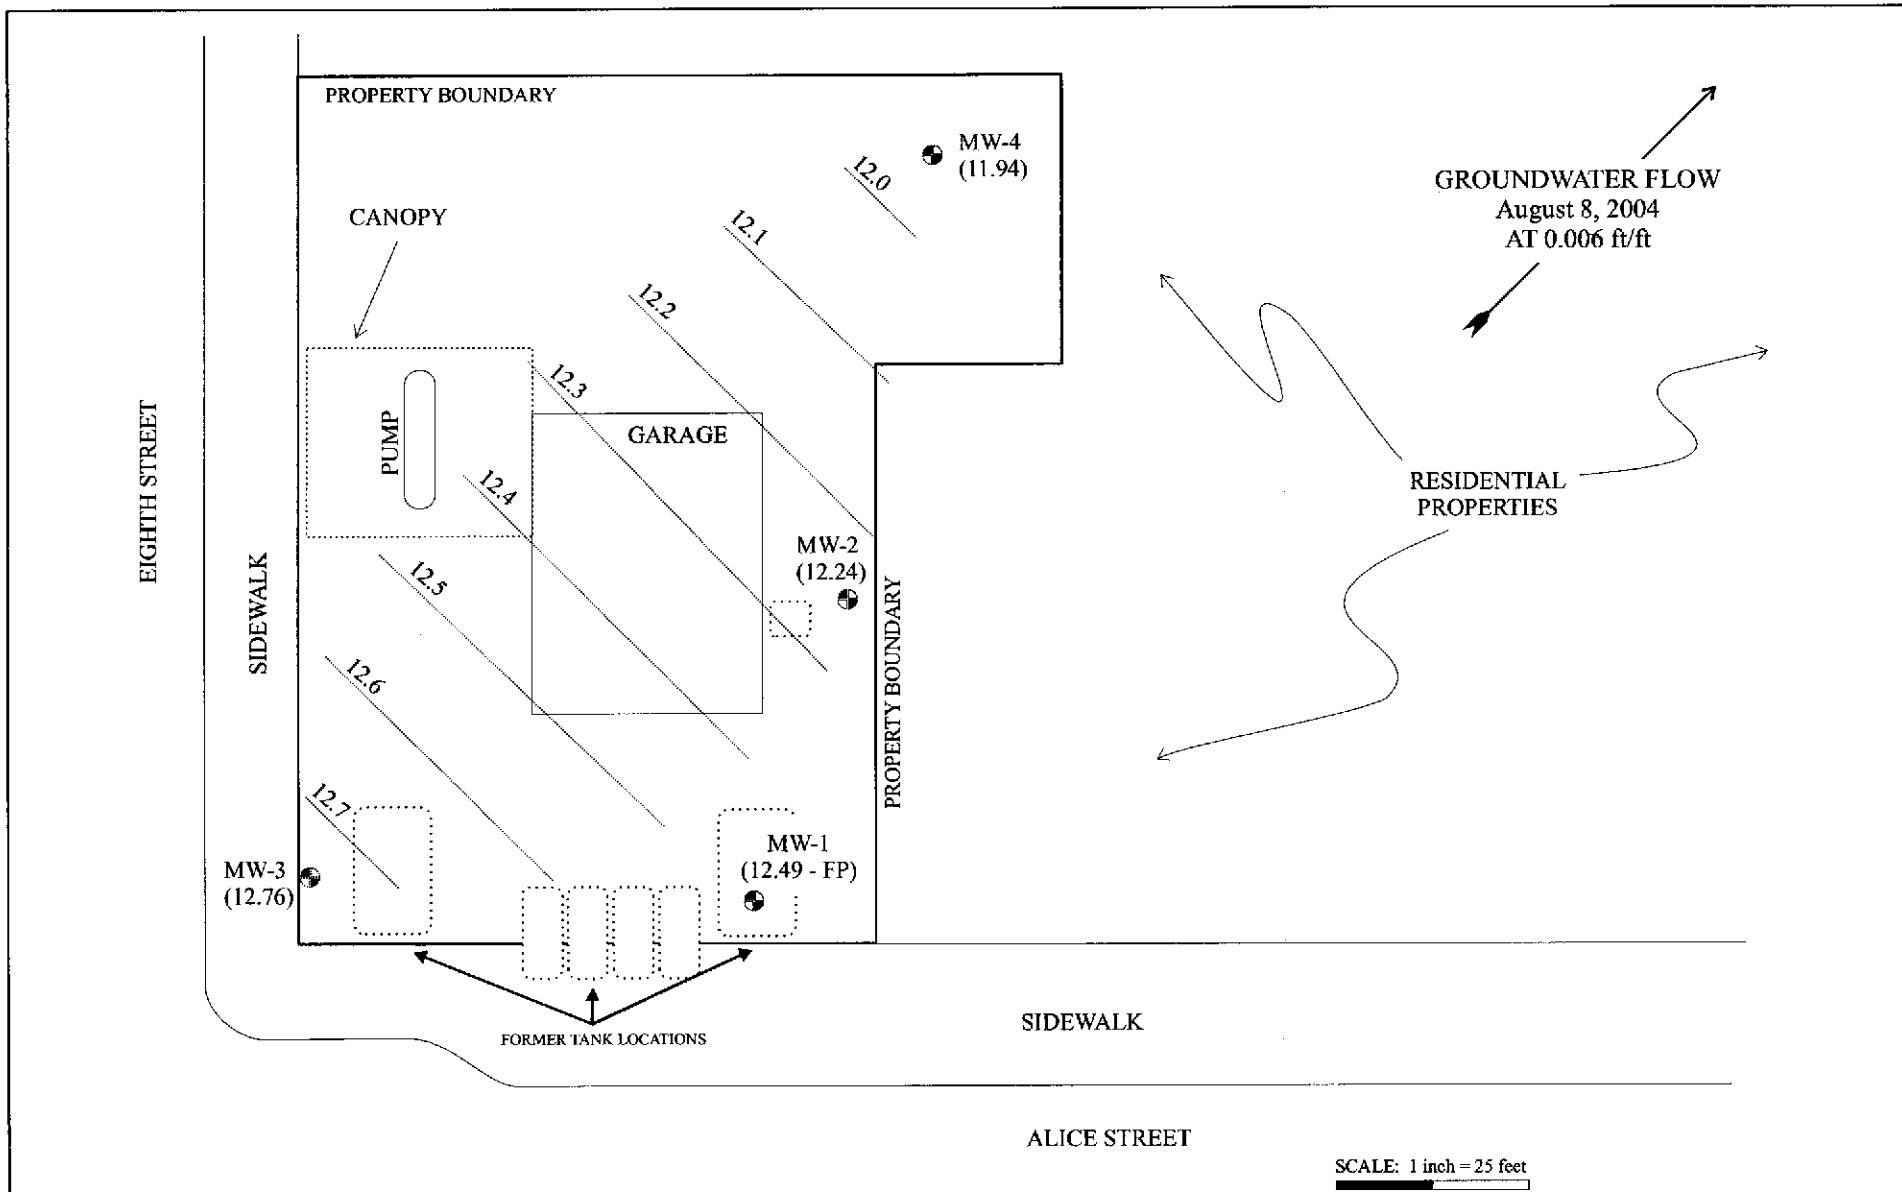 PROPERTY BOUNDARY
MW-4
(11.94)
12.0
GROUNDWATER FLOW
August 8, 2004
AT 0.006 ft/ft
CANOPY
12.1
12.2
12.3
PUMP
GARAGE
EIGHTH STREET
12.4
RESIDENTIAL
PROPERTIES
MW-2
(12.24)
12.5
SIDEWALK
PROPERTY BOUNDARY
12.6
12.7
MW-3
(12.76)
MW-1
(12.49 - FP)
FORMER TANK LOCATIONS
SIDEWALK
ALICE STREET
SCALE: 1 inch = 25 feet